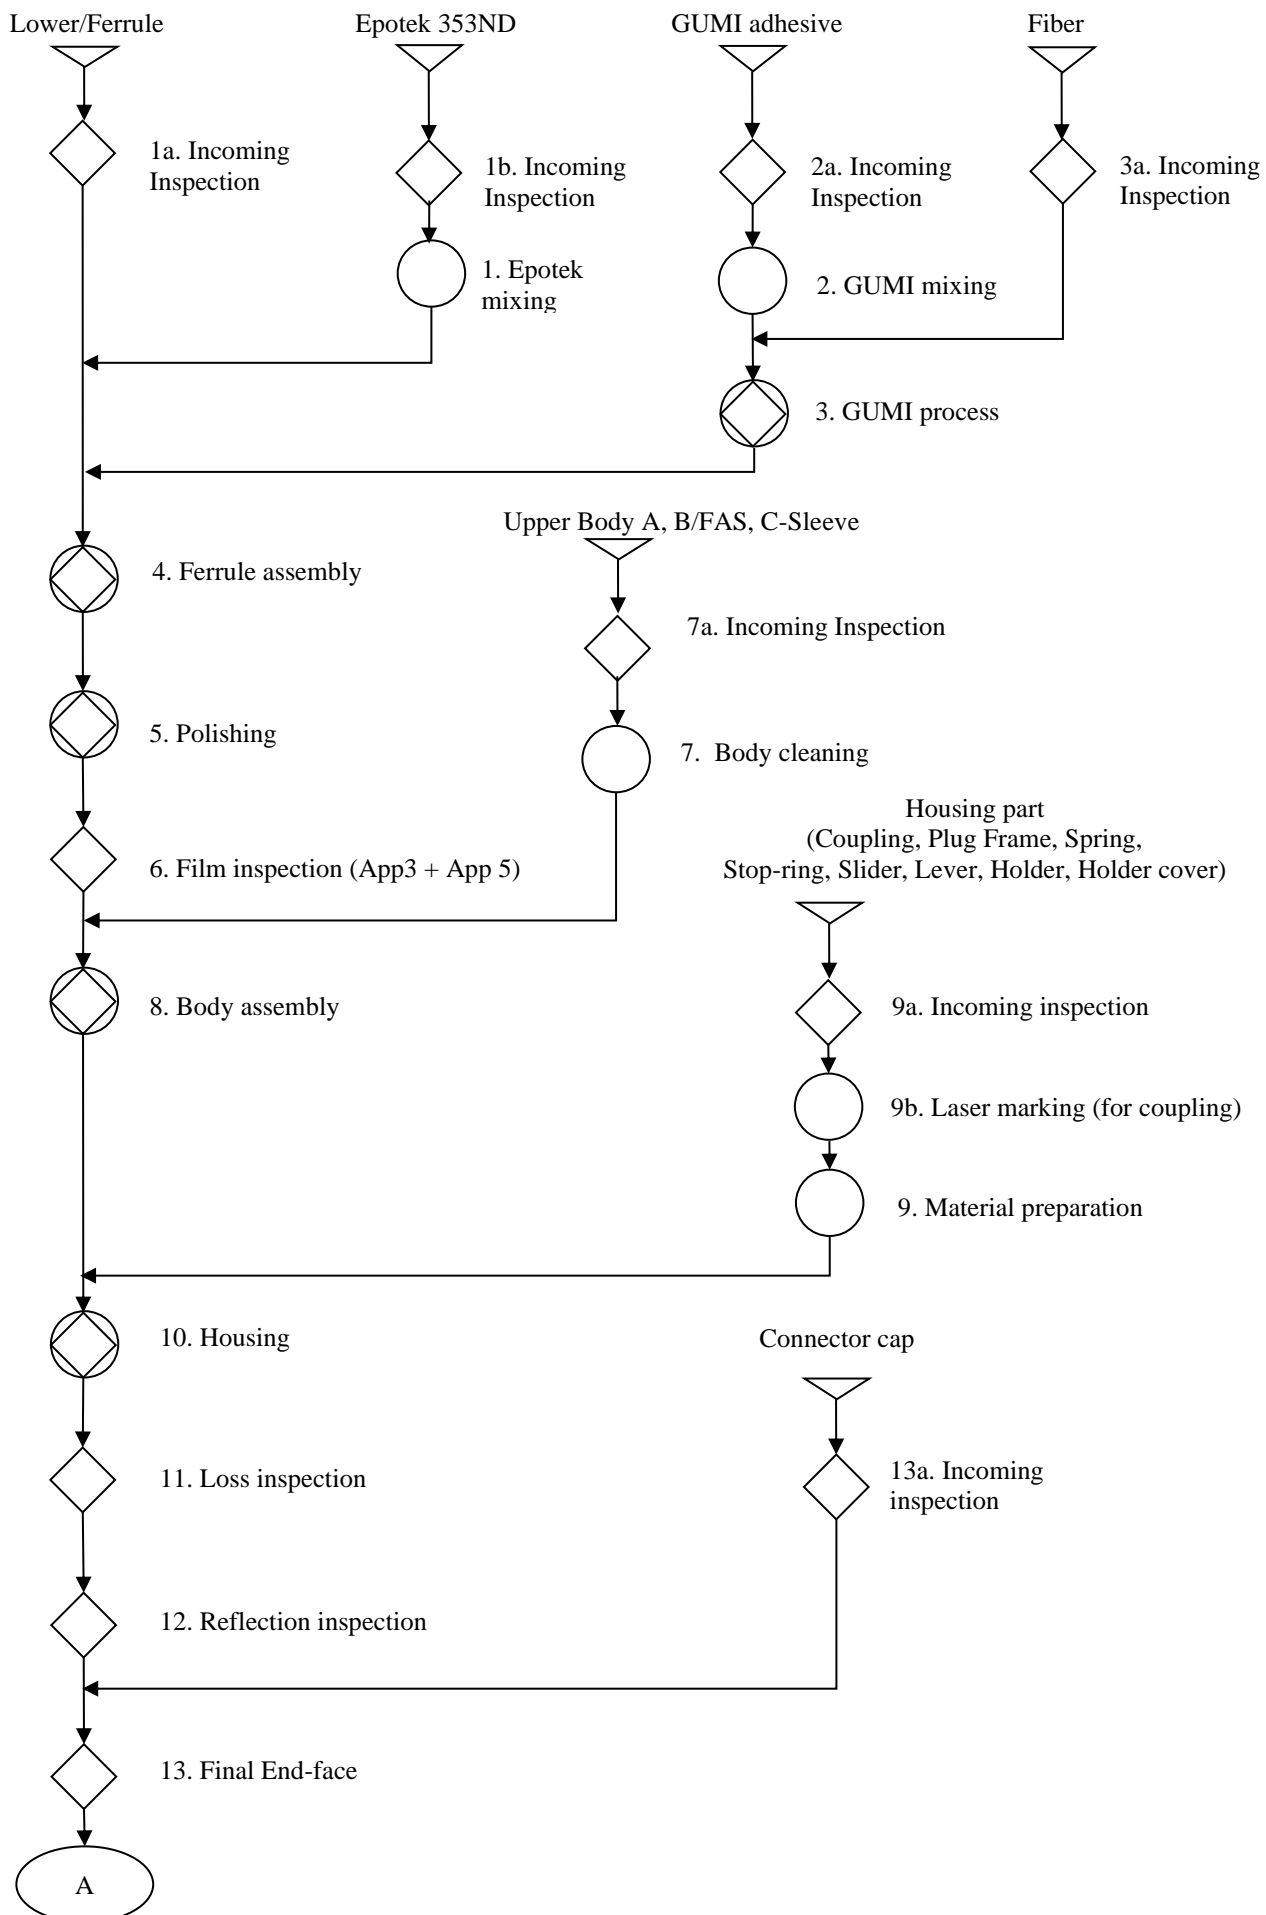 Lower/Ferrule
Epotek 353ND
GUMI adhesive
Fiber
1a. Incoming
Inspection
1b. Incoming
Inspection
2a. Incoming
Inspection
3a. Incoming
Inspection
1. Epotek
mixing
2. GUMI mixing
3. GUMI process
Upper Body A, B/FAS, C-Sleeve
4. Ferrule assembly
7a. Incoming Inspection
5. Polishing
7. Body cleaning
Housing part
(Coupling, Plug Frame, Spring,
Stop-ring, Slider, Lever, Holder, Holder cover)
6. Film inspection (App3 + App 5)
8. Body assembly
9a. Incoming inspection
9b. Laser marking (for coupling)
9. Material preparation
10. Housing
Connector cap
11. Loss inspection
13a. Incoming
inspection
12. Reflection inspection
13. Final End-face
A